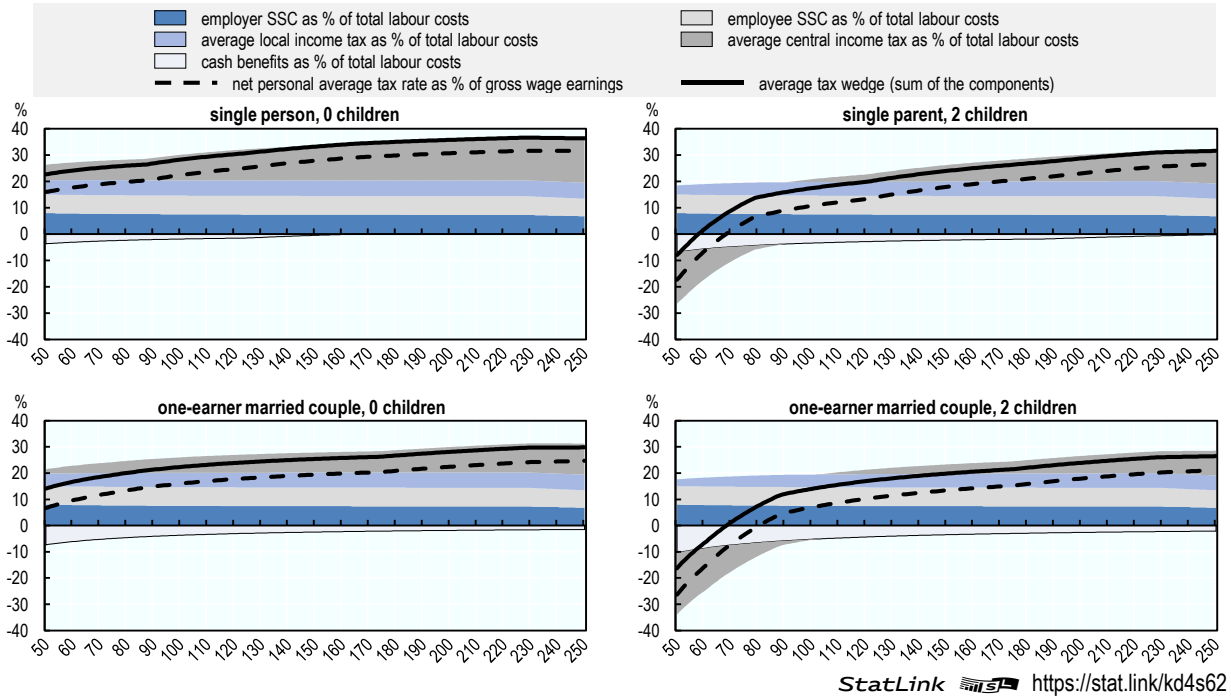 employer SSC as % of total labour costs
employee SSC as % of total labour costs
average local income tax as % of total labour costs
average central income tax as % of total labour costs
cash benefits as % of total labour costs
net personal average tax rate as % of gross wage earnings
average tax wedge (sum of the components)
%
single person, 0 children
40
30
20
10
0
-10
-20
-30
-40
50 60 70 80 90 100 110 120 130 140 150 160 170 180 190 200 210 220 230 240 250
%
single parent, 2 children
40
30
20
10
0
-10
-20
-30
-40
50 60 70 80 90 100 110 120 130 140 150 160 170 180 190 200 210 220 230 240 250
%
one-earner married couple, 0 children
40
30
20
10
0
-10
-20
-30
-40
50 60 70 80 90 100 110 120 130 140 150 160 170 180 190 200 210 220 230 240 250
%
one-earner married couple, 2 children
40
30
20
10
0
-10
-20
-30
-40
50 60 70 80 90 100 110 120 130 140 150 160 170 180 190 200 210 220 230 240 250
StatLink https://stat.link/kd4s62